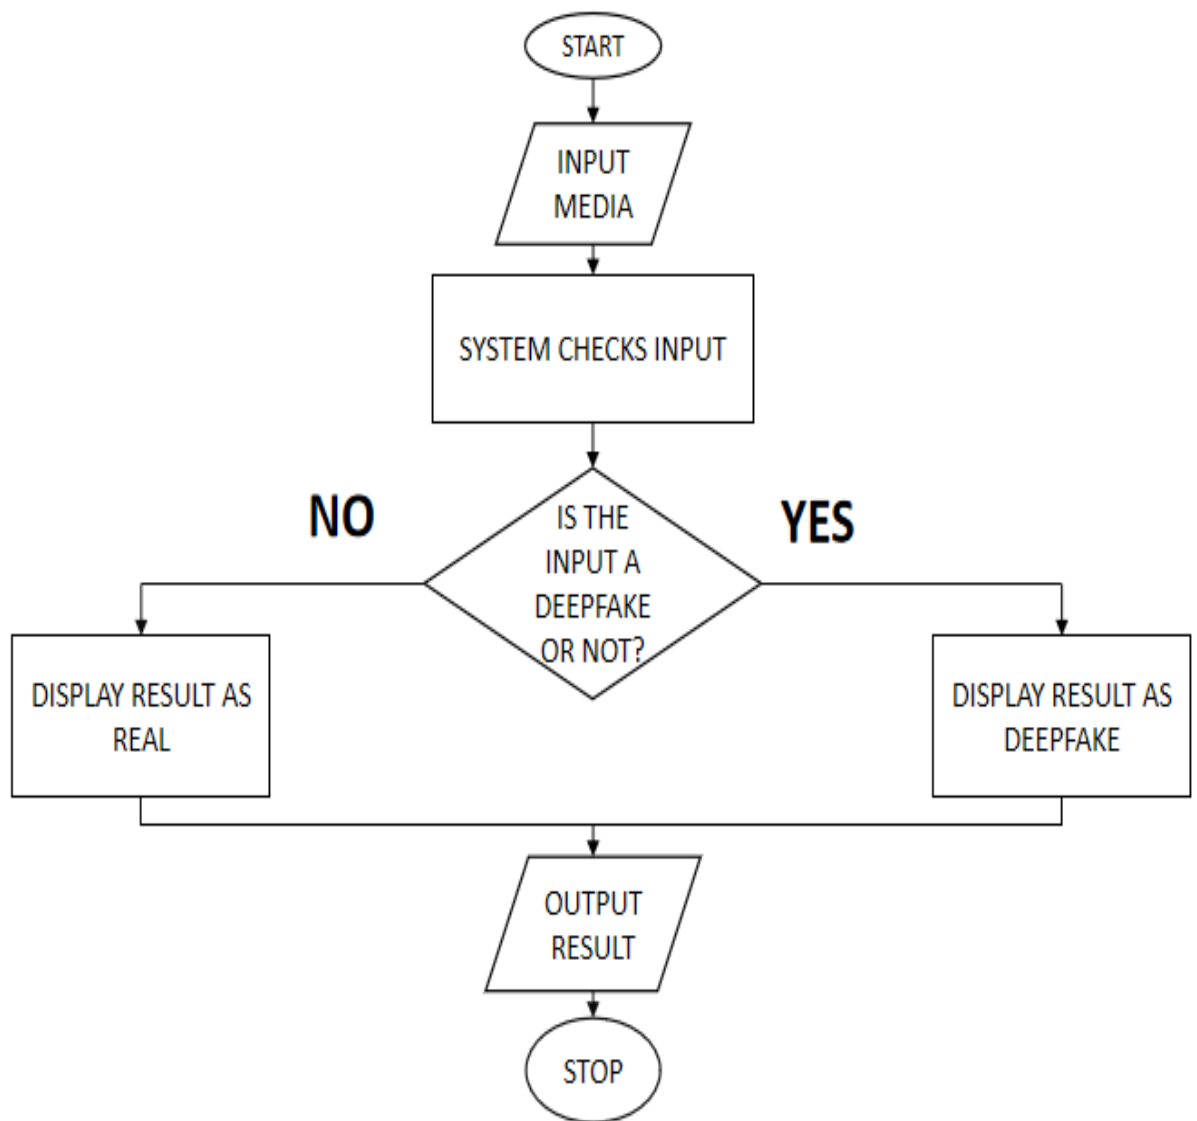 START
INPUT
MEDIA
SYSTEM CHECKS INPUT
NO
YES
IS THE
INPUT A
DEEPFAKE
OR NOT?
DISPLAY RESULT AS
REAL
DISPLAY RESULT AS
DEEPFAKE
OUTPUT
RESULT
STOP